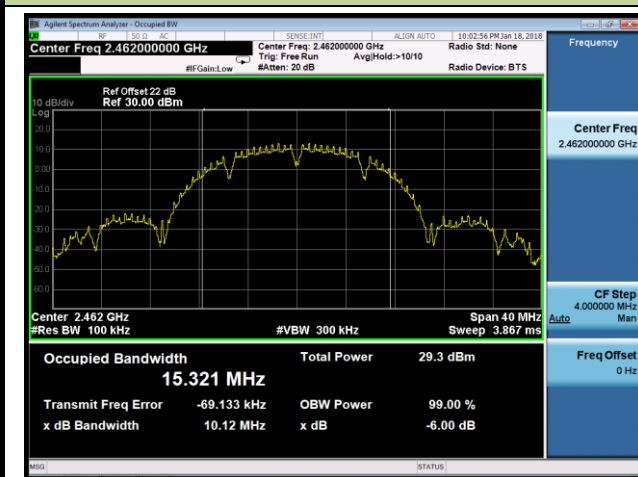 Agilent Spectrum Analyzer - Occupied BW
RF 50 Ω AC SENSE:INT ALIGN AUTO 10:02:56 PM Jan 18, 2018
Center Freq 2.462000000 GHz Center Freq: 2.462000000 GHz Radio Std: None Frequency
Trig: Free Run Avg|Hold:>10/10
#IFGain:Low #Atten: 20 dB Radio Device: BTS
Ref Offset 22 dB
10 dB/div Ref 30.00 dBm
Log
20.0
10.0
0.00
-10.0
-20.0
-30.0
-40.0
-50.0
-60.0
Center Freq
2.462000000 GHz
Center 2.462 GHz Span 40 MHz
#Res BW 100 kHz #VBW 300 kHz Sweep 3.867 ms
CF Step
4.000000 MHz
Auto Man
Occupied Bandwidth Total Power 29.3 dBm
15.321 MHz
Transmit Freq Error -69.133 kHz OBW Power 99.00 %
x dB Bandwidth 10.12 MHz x dB -6.00 dB
Freq Offset
0 Hz
MSG STATUS